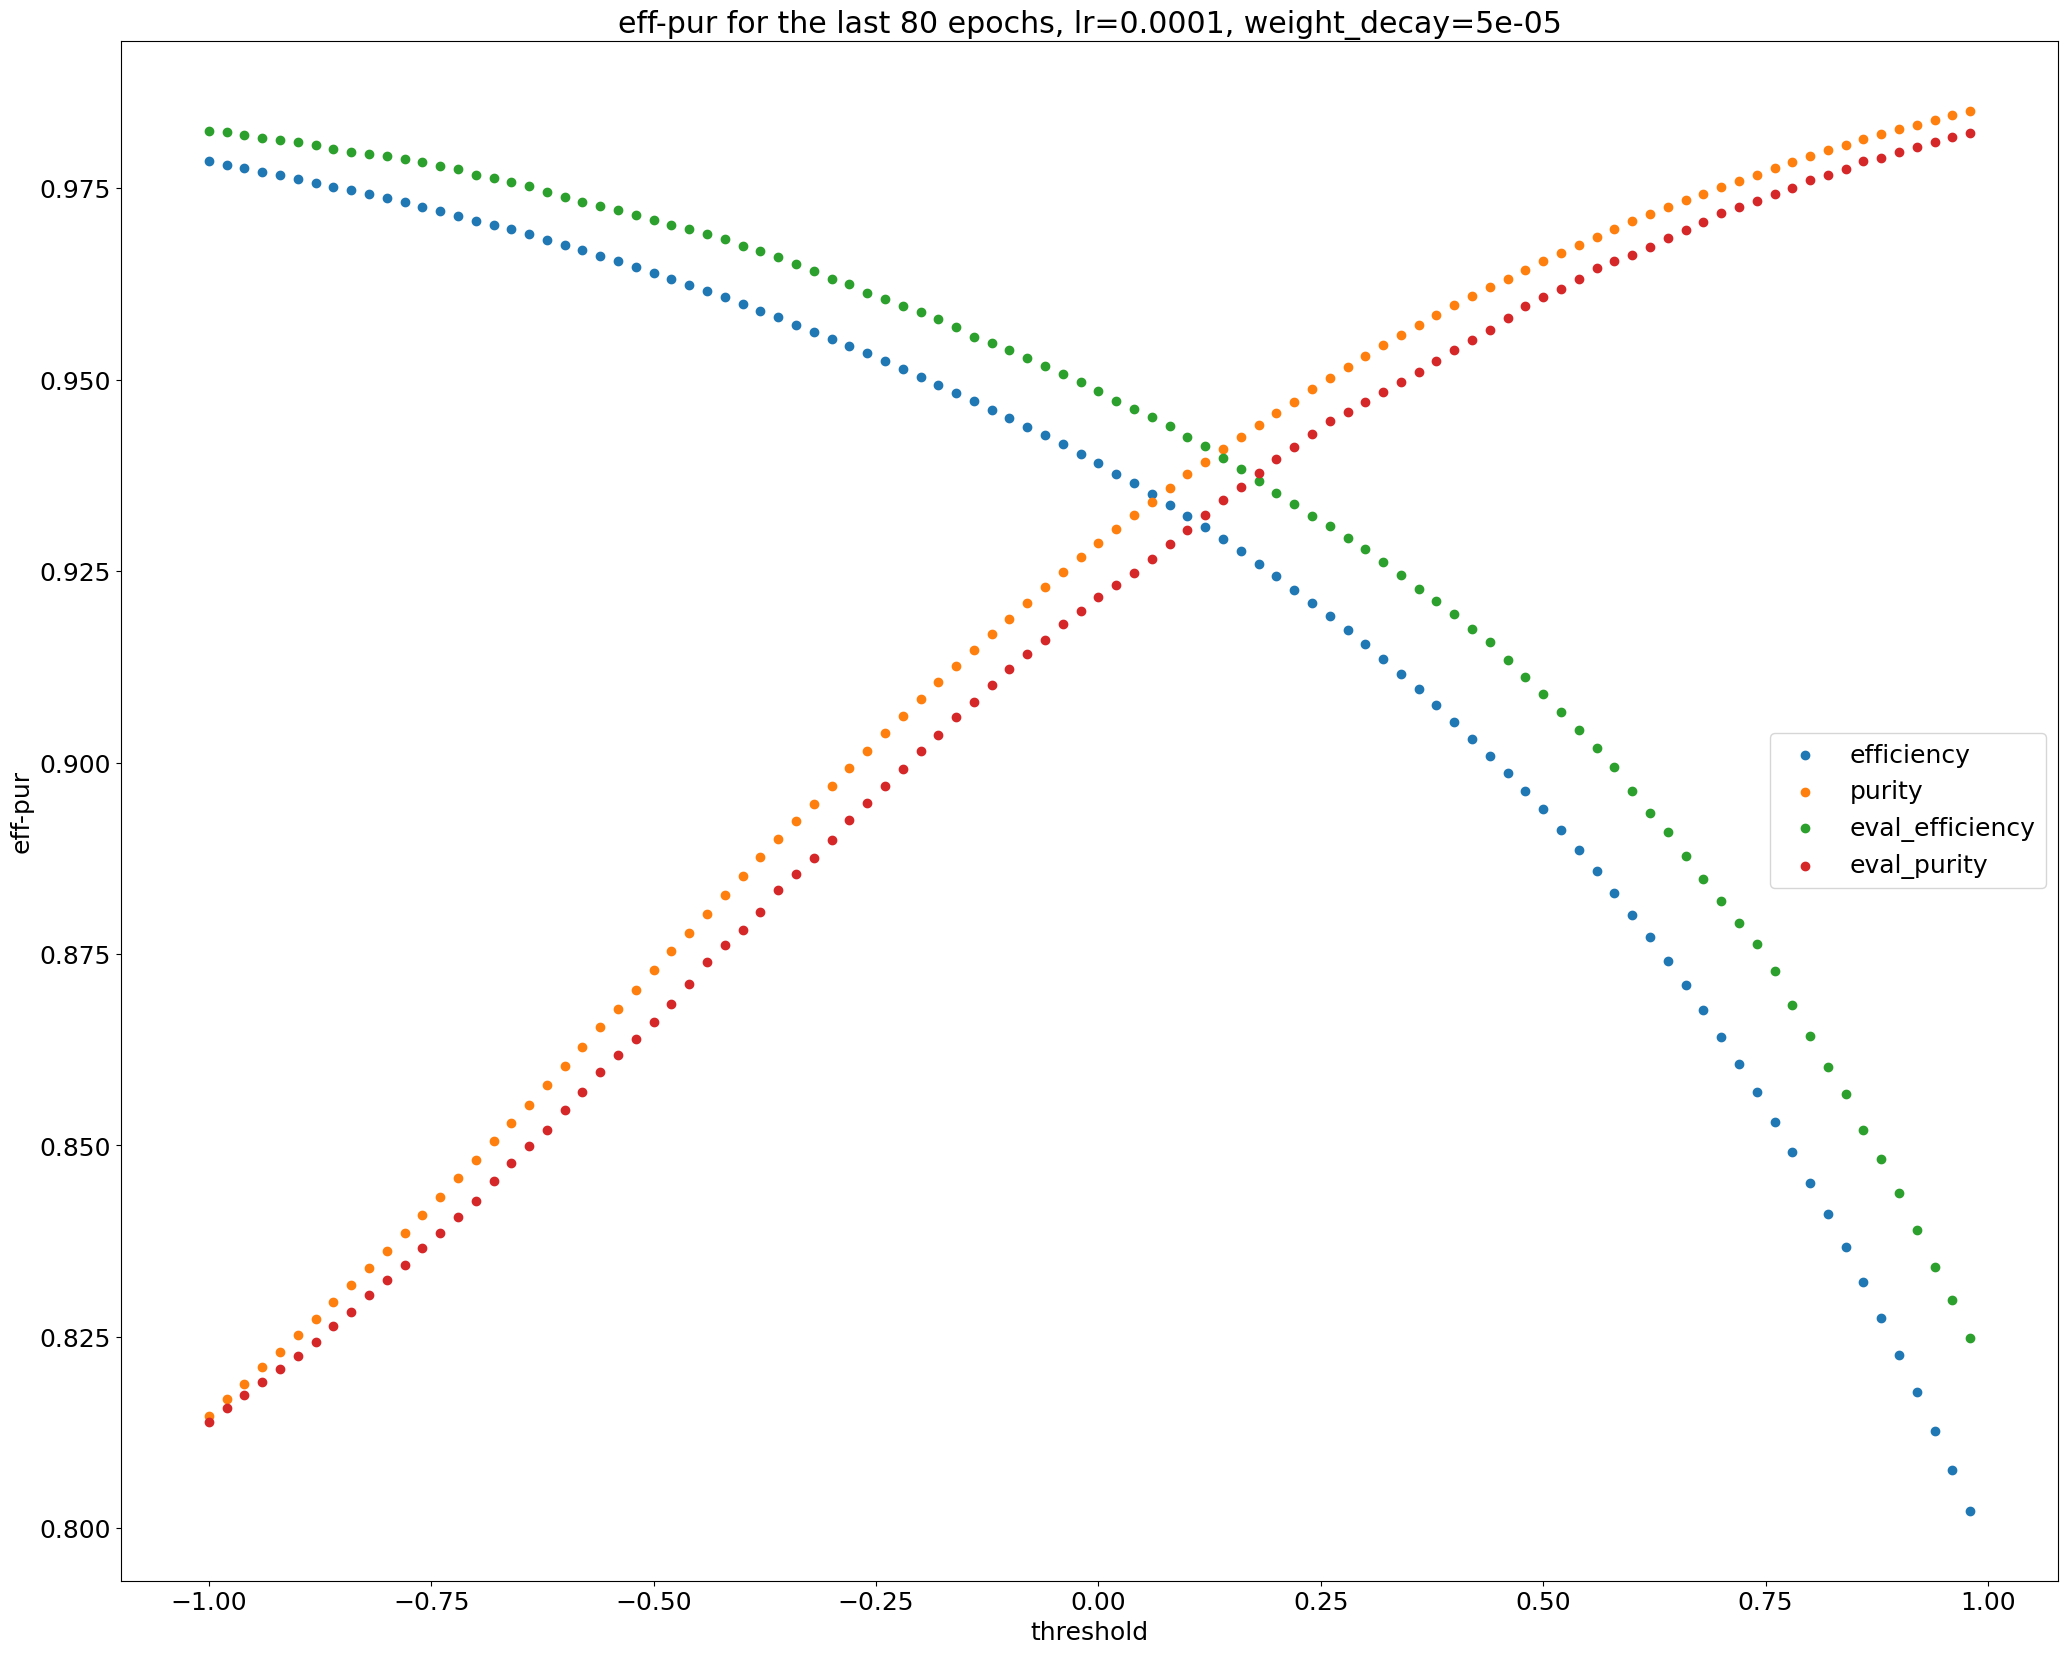 eff-pur for the last 80 epochs, lr=0.0001, weight_decay=5e-05
eff-pur
0.975
0.950
0.925
0.900
0.875
0.850
0.825
0.800
efficiency
purity
eval_efficiency
eval_purity
−1.00 −0.75 −0.50 −0.25 0.00 0.25 0.50 0.75 1.00
threshold